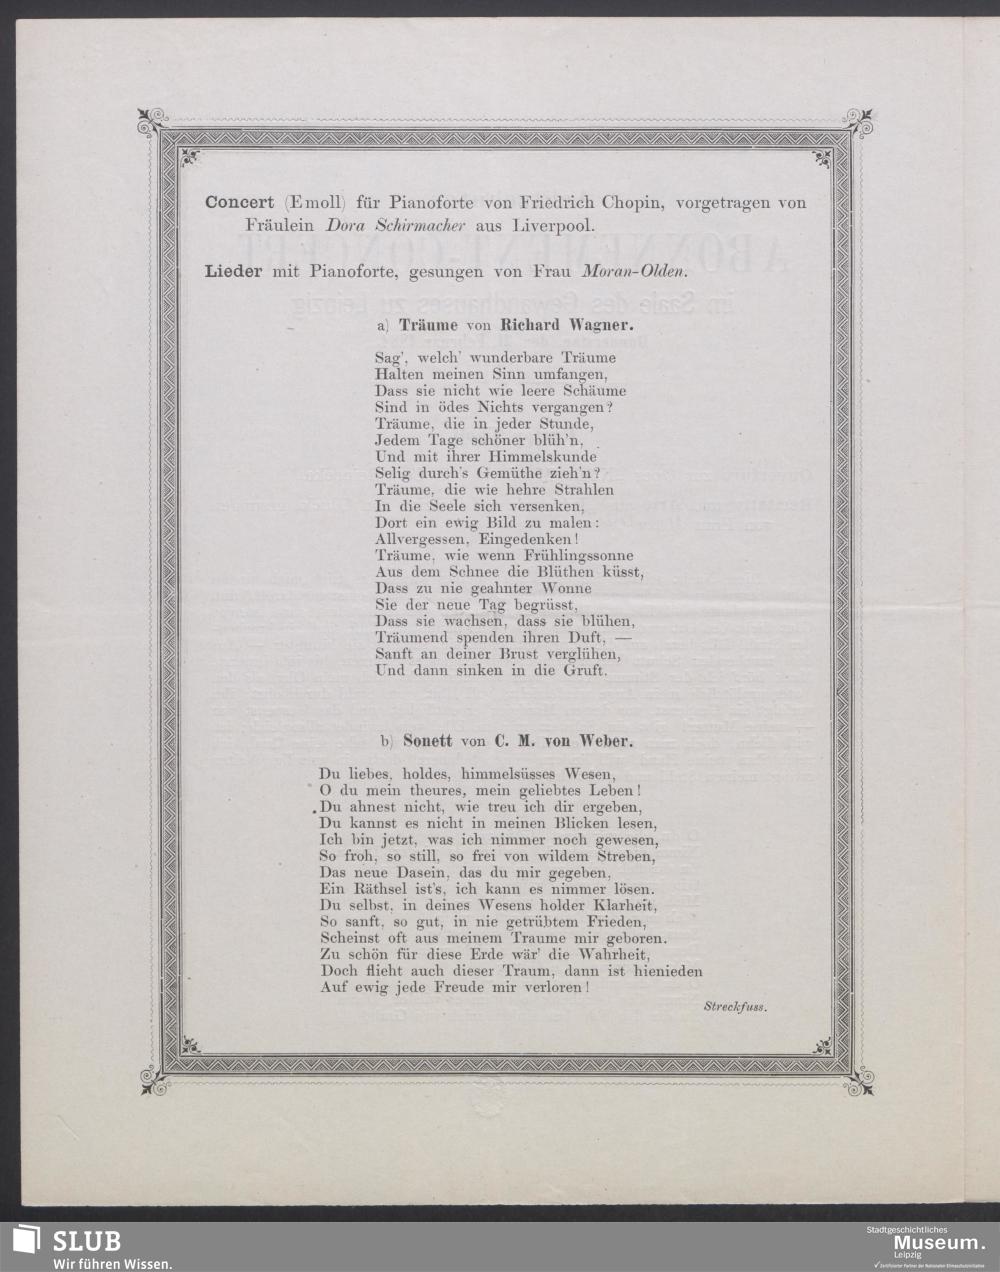 Concert (Emoll) für Pianoforte von Friedrich Chopin, vorgetragen von
Fräulein Dora Schirmacher aus Liverpool.
Lieder mit Pianoforte, gesungen von Frau Moran-Olden.
a) Träume von Richard Wagner.
Sag', welch' wunderbare Träume
Halten meinen Sinn umfangen,
Dass sie nicht wie leere Schäume
Sind in ödes Nichts vergangen?
Träume, die in jeder Stunde,
Jedem Tage schöner blüh'n,
Und mit ihrer Himmelskunde
Selig durch's Gemüthe zieh'n?
Träume, die wie hehre Strahlen
In die Seele sich versenken,
Dort ein ewig Bild zu malen:
Allvergessen, Eingedenken!
Träume, wie wenn Frühlingssonne
Aus dem Schnee die Blüthen küsst,
Dass zu nie geahnter Wonne
Sie der neue Tag begrüsst,
Dass sie wachsen, dass sie blühen,
Träumend spenden ihren Duft, —
Sanft an deiner Brust verglühen,
Und dann sinken in die Gruft.
b) Sonett von C. M. von Weber.
Du liebes, holdes, himmelsüsses Wesen,
O du mein theures, mein geliebtes Leben!
Du ahnest nicht, wie treu ich dir ergeben,
Du kannst es nicht in meinen Blicken lesen,
Ich bin jetzt, was ich nimmer noch gewesen,
So froh, so still, so frei von wildem Streben,
Das neue Dasein, das du mir gegeben,
Ein Räthsel ist's, ich kann es nimmer lösen.
Du selbst, in deines Wesens holder Klarheit,
So sanft, so gut, in nie getrübtem Frieden,
Scheinst oft aus meinem Traume mir geboren.
Zu schön für diese Erde wär' die Wahrheit,
Doch flieht auch dieser Traum, dann ist hienieden
Auf ewig jede Freude mir verloren!
Streckfuss.
SLUB
Wir führen Wissen.
Stadtgeschichtliches
Museum.
Leipzig
Zertifizierter Partner der Nationalen Klimaschutzinitiative